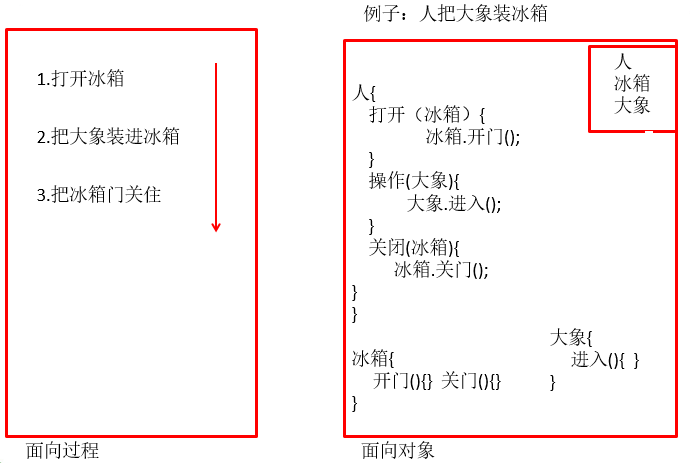 例子：人把大象装冰箱
1.打开冰箱
2.把大象装进冰箱
3.把冰箱门关住
面向过程
人
冰箱
大象
人{
打开（冰箱）{
冰箱.开门();
}
操作(大象){
大象.进入();
}
关闭(冰箱){
冰箱.关门();
}
}
冰箱{
开门(){} 关门(){}
}
大象{
进入(){ }
}
面向对象